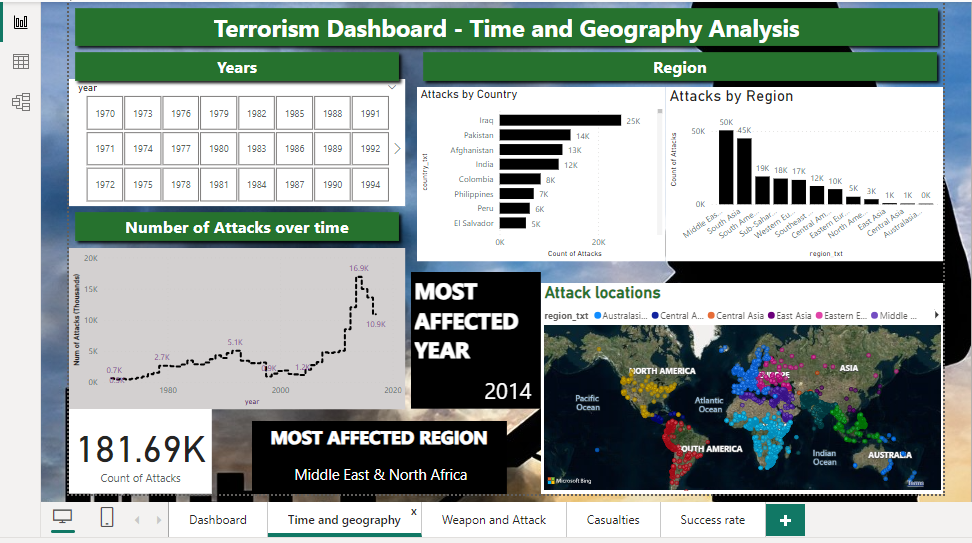 Terrorism Dashboard - Time and Geography Analysis
Years
Region
year
1970 1973 1976 1979 1982 1985 1988 1991
1971 1974 1977 1980 1983 1986 1989 1992
1972 1975 1978 1981 1984 1987 1990 1994
Attacks by Country
country_txt
Iraq 25K
Pakistan 14K
Afghanistan 13K
India 12K
Colombia 8K
Philippines 7K
Peru 6K
El Salvador 5K
0K 20K
Count of Attacks
Attacks by Region
Count of Attacks
50K
0K
50K 45K 19K 18K 17K 12K 10K 5K 3K 1K 1K 0K
Middle Eas... South Asia South Ame... Sub-Sahar... Western Eu... Southeast ... Central Am... Eastern Eu... North Ame... East Asia Central Asia Australasia...
region_txt
Number of Attacks over time
Num of Attacks (Thousands)
20K
15K
10K
5K
0K
0.7K
2.7K
5.1K
0.9K
16.9K
10.9K
1980 2000 2020
year
MOST
AFFECTED
YEAR
2014
181.69K
Count of Attacks
MOST AFFECTED REGION
Middle East & North Africa
Attack locations
region_txt Australasi... Central A... Central Asia East Asia Eastern E... Middle ...
NORTH AMERICA
EUROPE
ASIA
Pacific
Ocean
Atlantic
Ocean
SOUTH AMERICA
Indian
Ocean
AUSTRALIA
Microsoft Bing
Terms
Dashboard
Time and geography
x
Weapon and Attack
Casualties
Success rate
+